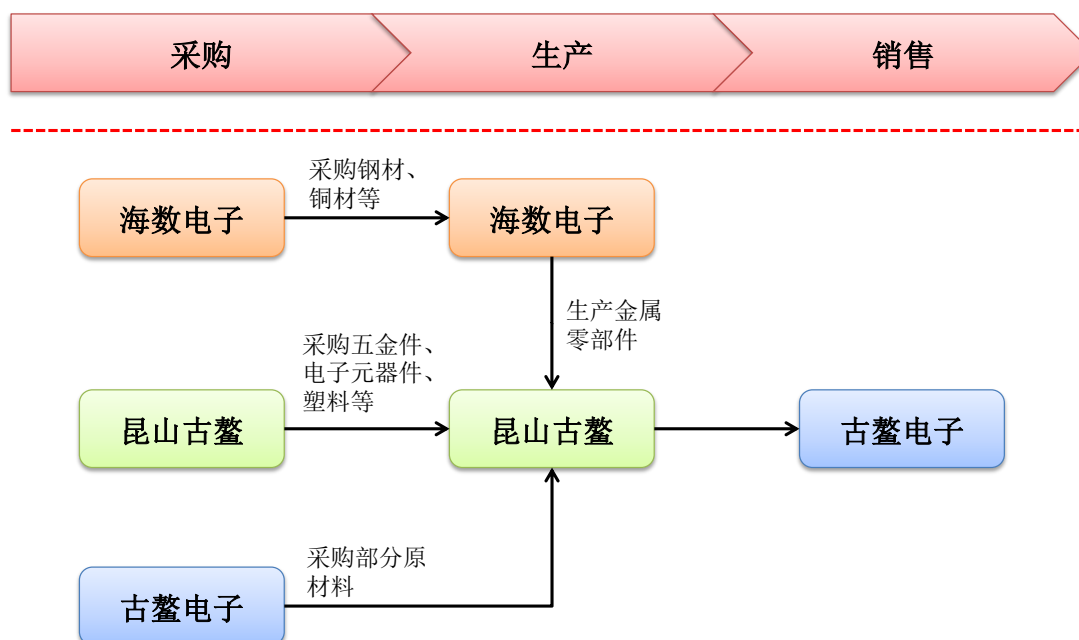 采购
生产
销售
采购钢材、
铜材等
海数电子
海数电子
生产金属
零部件
采购五金件、
电子元器件、
塑料等
昆山古鳌
昆山古鳌
古鳌电子
采购部分原
材料
古鳌电子